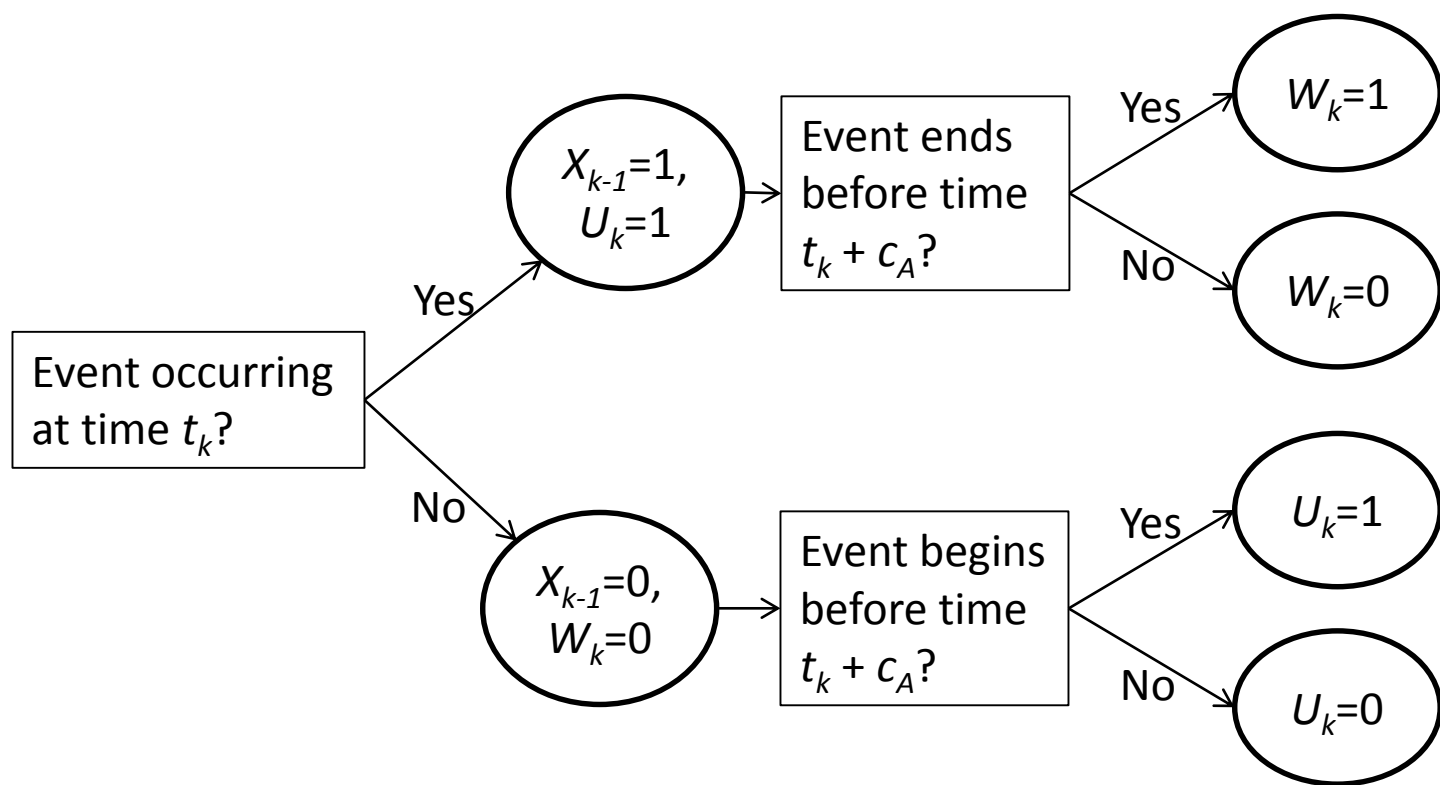 Event occurring
at time t_k?
Yes
No
X_{k-1}=1,
U_k=1
Event ends
before time
t_k + c_A?
Yes
No
W_k=1
W_k=0
X_{k-1}=0,
W_k=0
Event begins
before time
t_k + c_A?
Yes
No
U_k=1
U_k=0